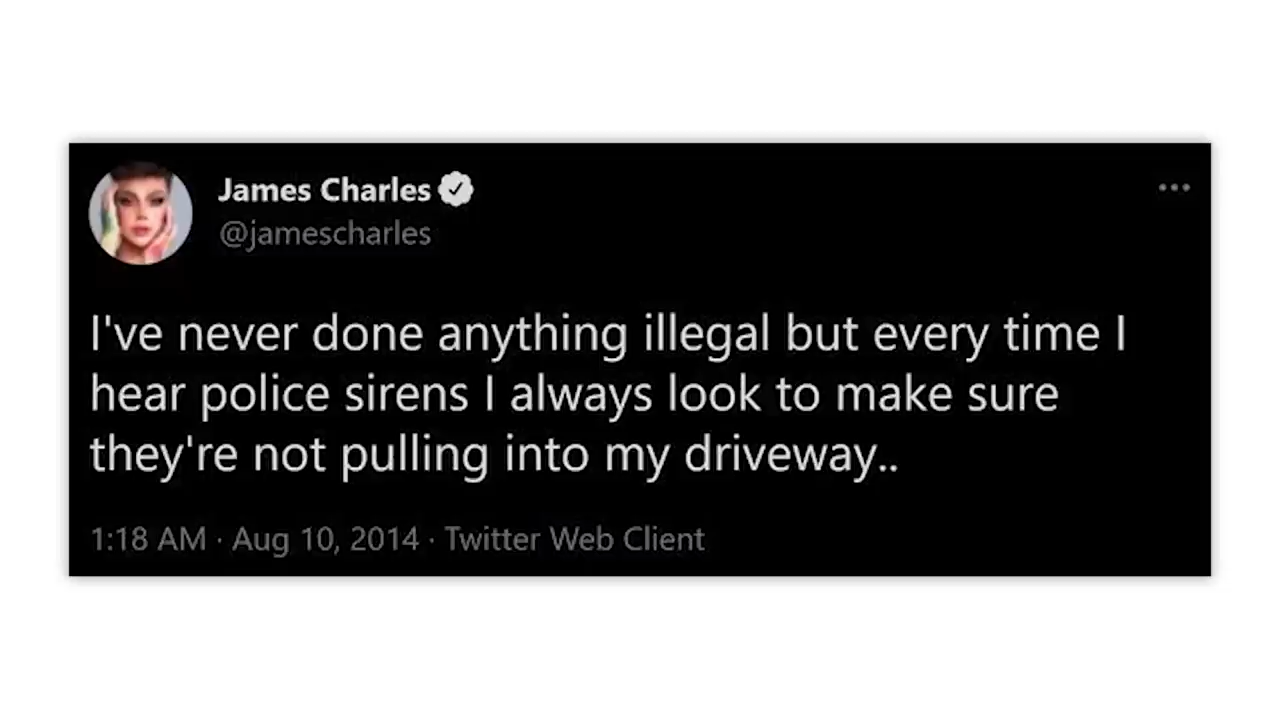 James Charles
@jamescharles
I've never done anything illegal but every time I
hear police sirens I always look to make sure
they're not pulling into my driveway..
1:18 AM · Aug 10, 2014 · Twitter Web Client